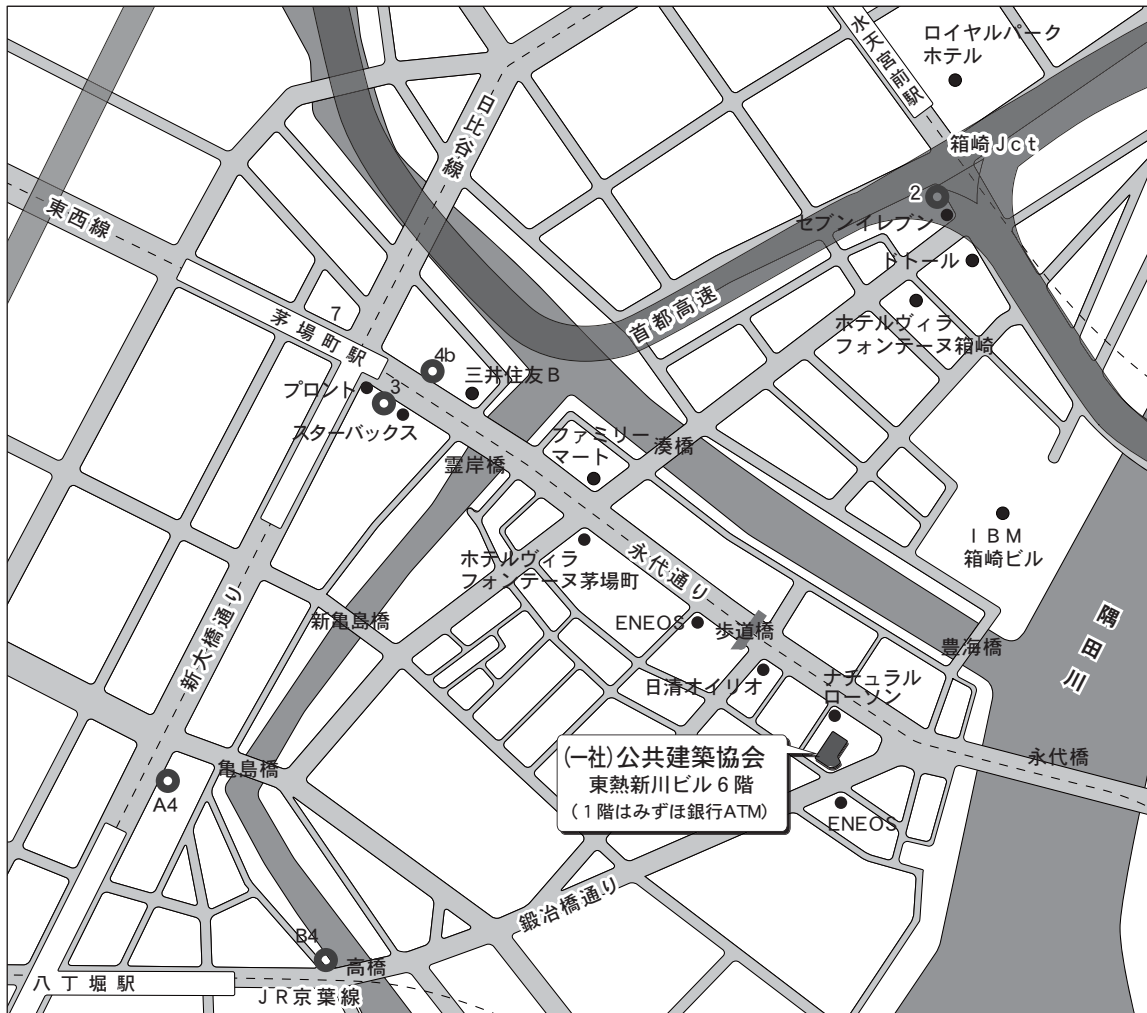 ロイヤルパーク
ホテル
水天宮前駅
日比谷線
箱崎Jct
2
セブンイレブン
東西線
ドトール
首都高速
ホテルヴィラ
フォンテーヌ箱崎
7
茅場町駅
4b
三井住友B
プロント
3
スターバックス
ファミリー
マート
湊橋
霊岸橋
IBM
箱崎ビル
ホテルヴィラ
フォンテーヌ茅場町
永代通り
新亀島橋
ENEOS
歩道橋
隅田川
豊海橋
新大橋通り
日清オイリオ
ナチュラル
ローソン
(一社)公共建築協会
東熱新川ビル6階
(1階はみずほ銀行ATM)
永代橋
亀島橋
A4
ENEOS
鍛冶橋通り
B4
高橋
八丁堀駅
JR京葉線